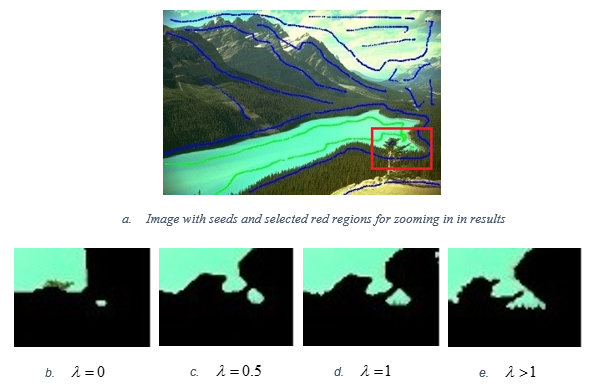 a. Image with seeds and selected red regions for zooming in in results
b. λ = 0 c. λ = 0.5 d. λ = 1 e. λ > 1